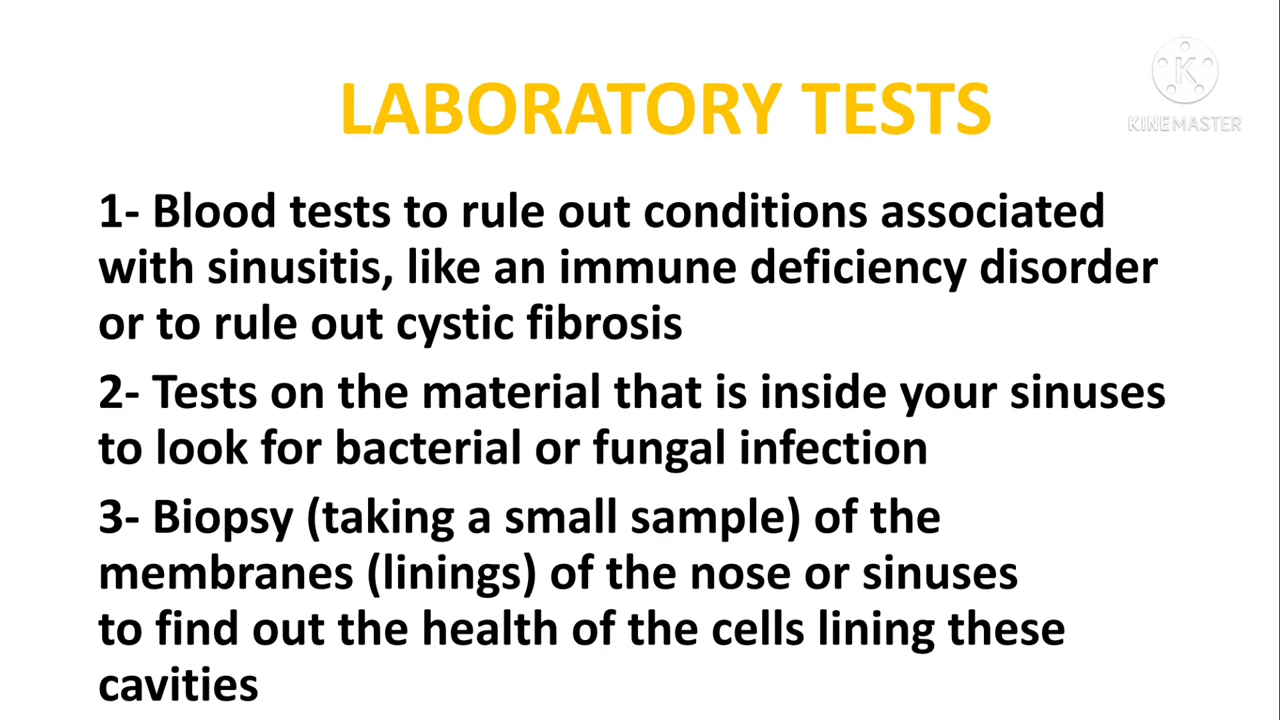 LABORATORY TESTS
K
KINEMASTER
1- Blood tests to rule out conditions associated
with sinusitis, like an immune deficiency disorder
or to rule out cystic fibrosis
2- Tests on the material that is inside your sinuses
to look for bacterial or fungal infection
3- Biopsy (taking a small sample) of the
membranes (linings) of the nose or sinuses
to find out the health of the cells lining these
cavities